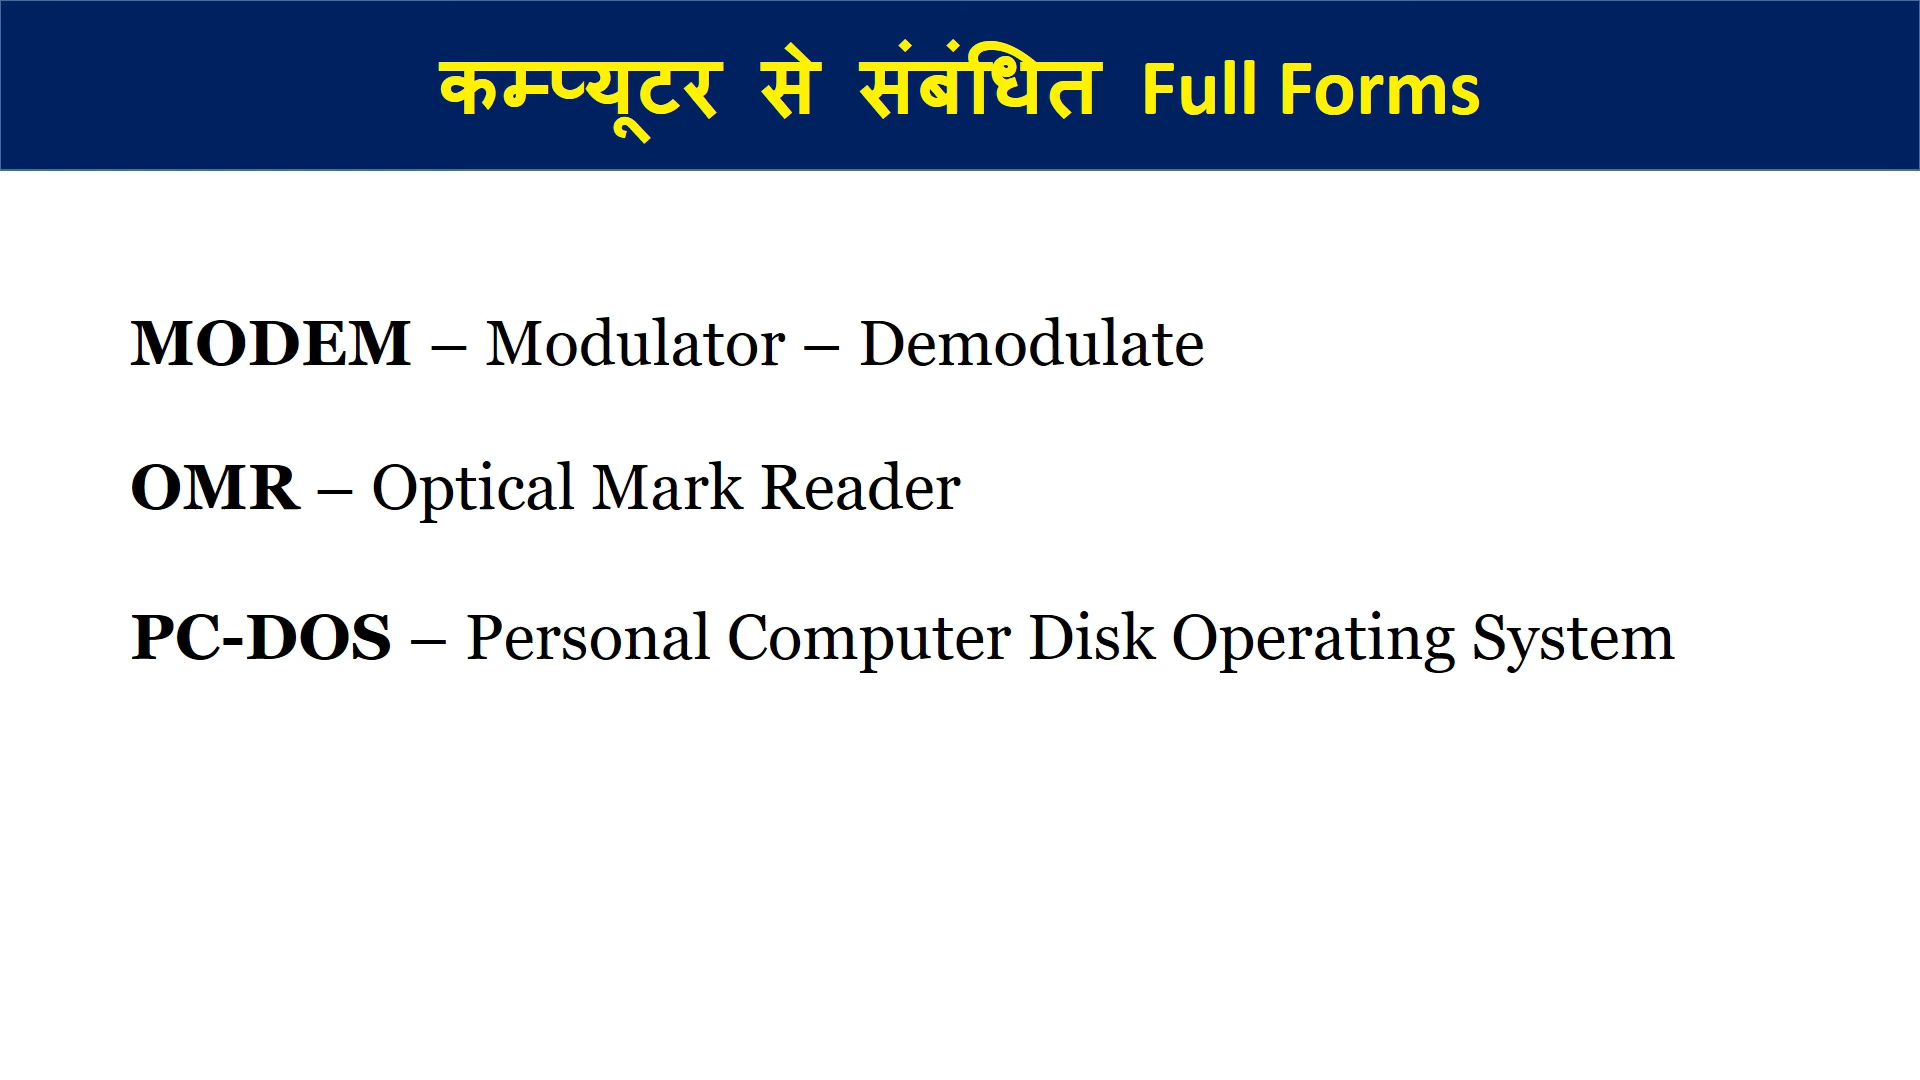 कम्प्यूटर से संबंधित Full Forms
MODEM – Modulator – Demodulate
OMR – Optical Mark Reader
PC-DOS – Personal Computer Disk Operating System